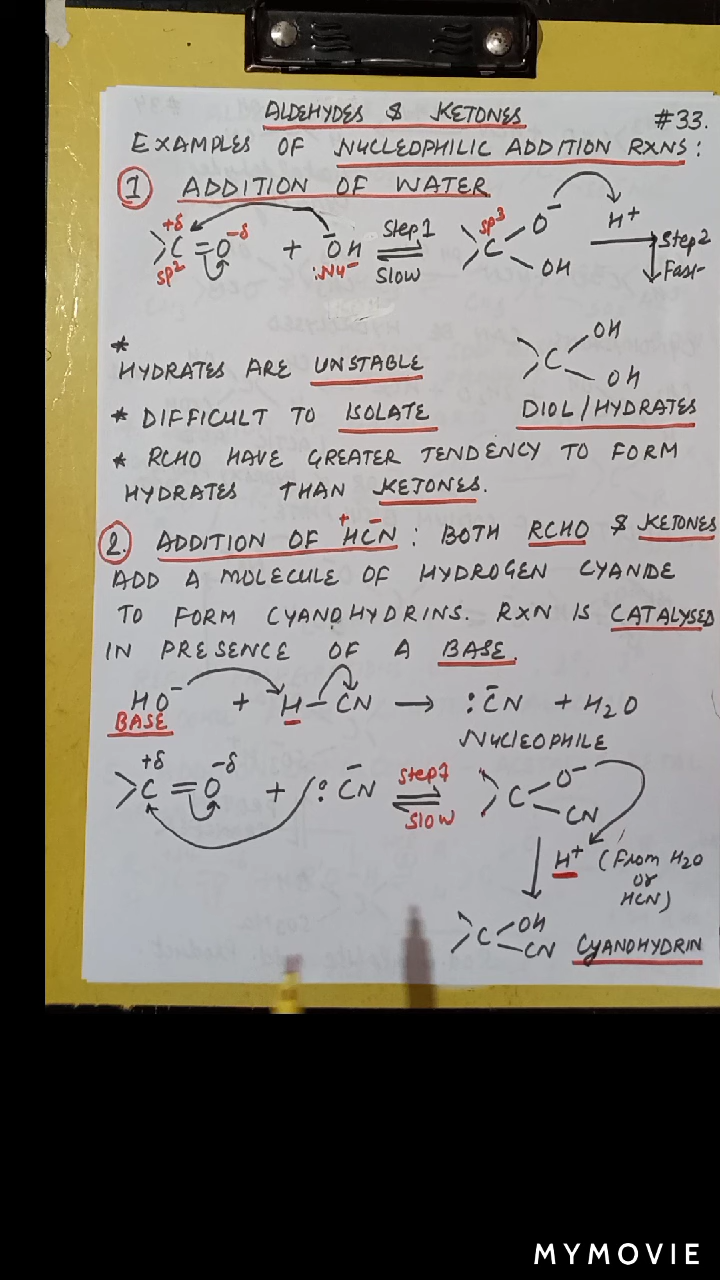 ALDEHYDES & KETONES #33.
EXAMPLES OF NUCLEOPHILIC ADDITION RXNS:
1 ADDITION OF WATER
>C=O + ŌH ⇌ >C O⁻ OH H⁺ →
+δ -δ sp² :Nu⁻ Step 1 Slow sp³ Step 2 Fast
* HYDRATES ARE UNSTABLE
>C OH OH
* DIFFICULT TO ISOLATE DIOL/HYDRATES
* RCHO HAVE GREATER TENDENCY TO FORM
HYDRATES THAN KETONES.
2. ADDITION OF H⁺C̄N : BOTH RCHO & KETONES
ADD A MOLECULE OF HYDROGEN CYANIDE
TO FORM CYANOHYDRINS. RXN IS CATALYSED
IN PRESENCE OF A BASE.
HO⁻ + H-CN → :C̄N + H2O
BASE NUCLEOPHILE
+δ -δ
>C=O + :C̄N ⇌ >C O⁻ CN
Step 1 Slow
H⁺ (From H2O
or
HCN)
>C OH CN CYANOHYDRIN
MYMOVIE